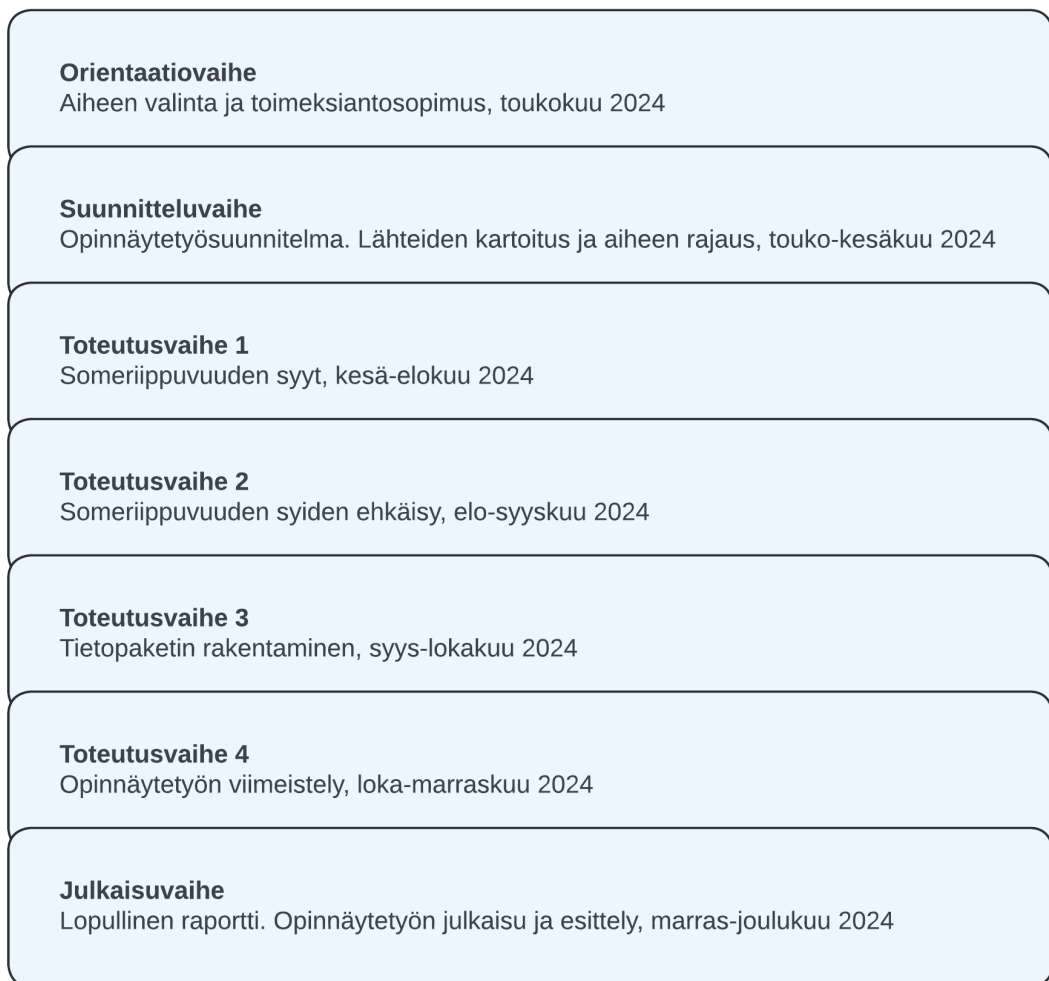 Orientaatiovaihe
Aiheen valinta ja toimeksiantosopimus, toukokuu 2024
Suunnitteluvaihe
Opinnäytetyösuunnitelma. Lähteiden kartoitus ja aiheen rajaus, touko-kesäkuu 2024
Toteutusvaihe 1
Someriippuvuuden syyt, kesä-elokuu 2024
Toteutusvaihe 2
Someriippuvuuden syiden ehkäisy, elo-syyskuu 2024
Toteutusvaihe 3
Tietopaketin rakentaminen, syys-lokakuu 2024
Toteutusvaihe 4
Opinnäytetyön viimeistely, loka-marraskuu 2024
Julkaisuvaihe
Lopullinen raportti. Opinnäytetyön julkaisu ja esittely, marras-joulukuu 2024